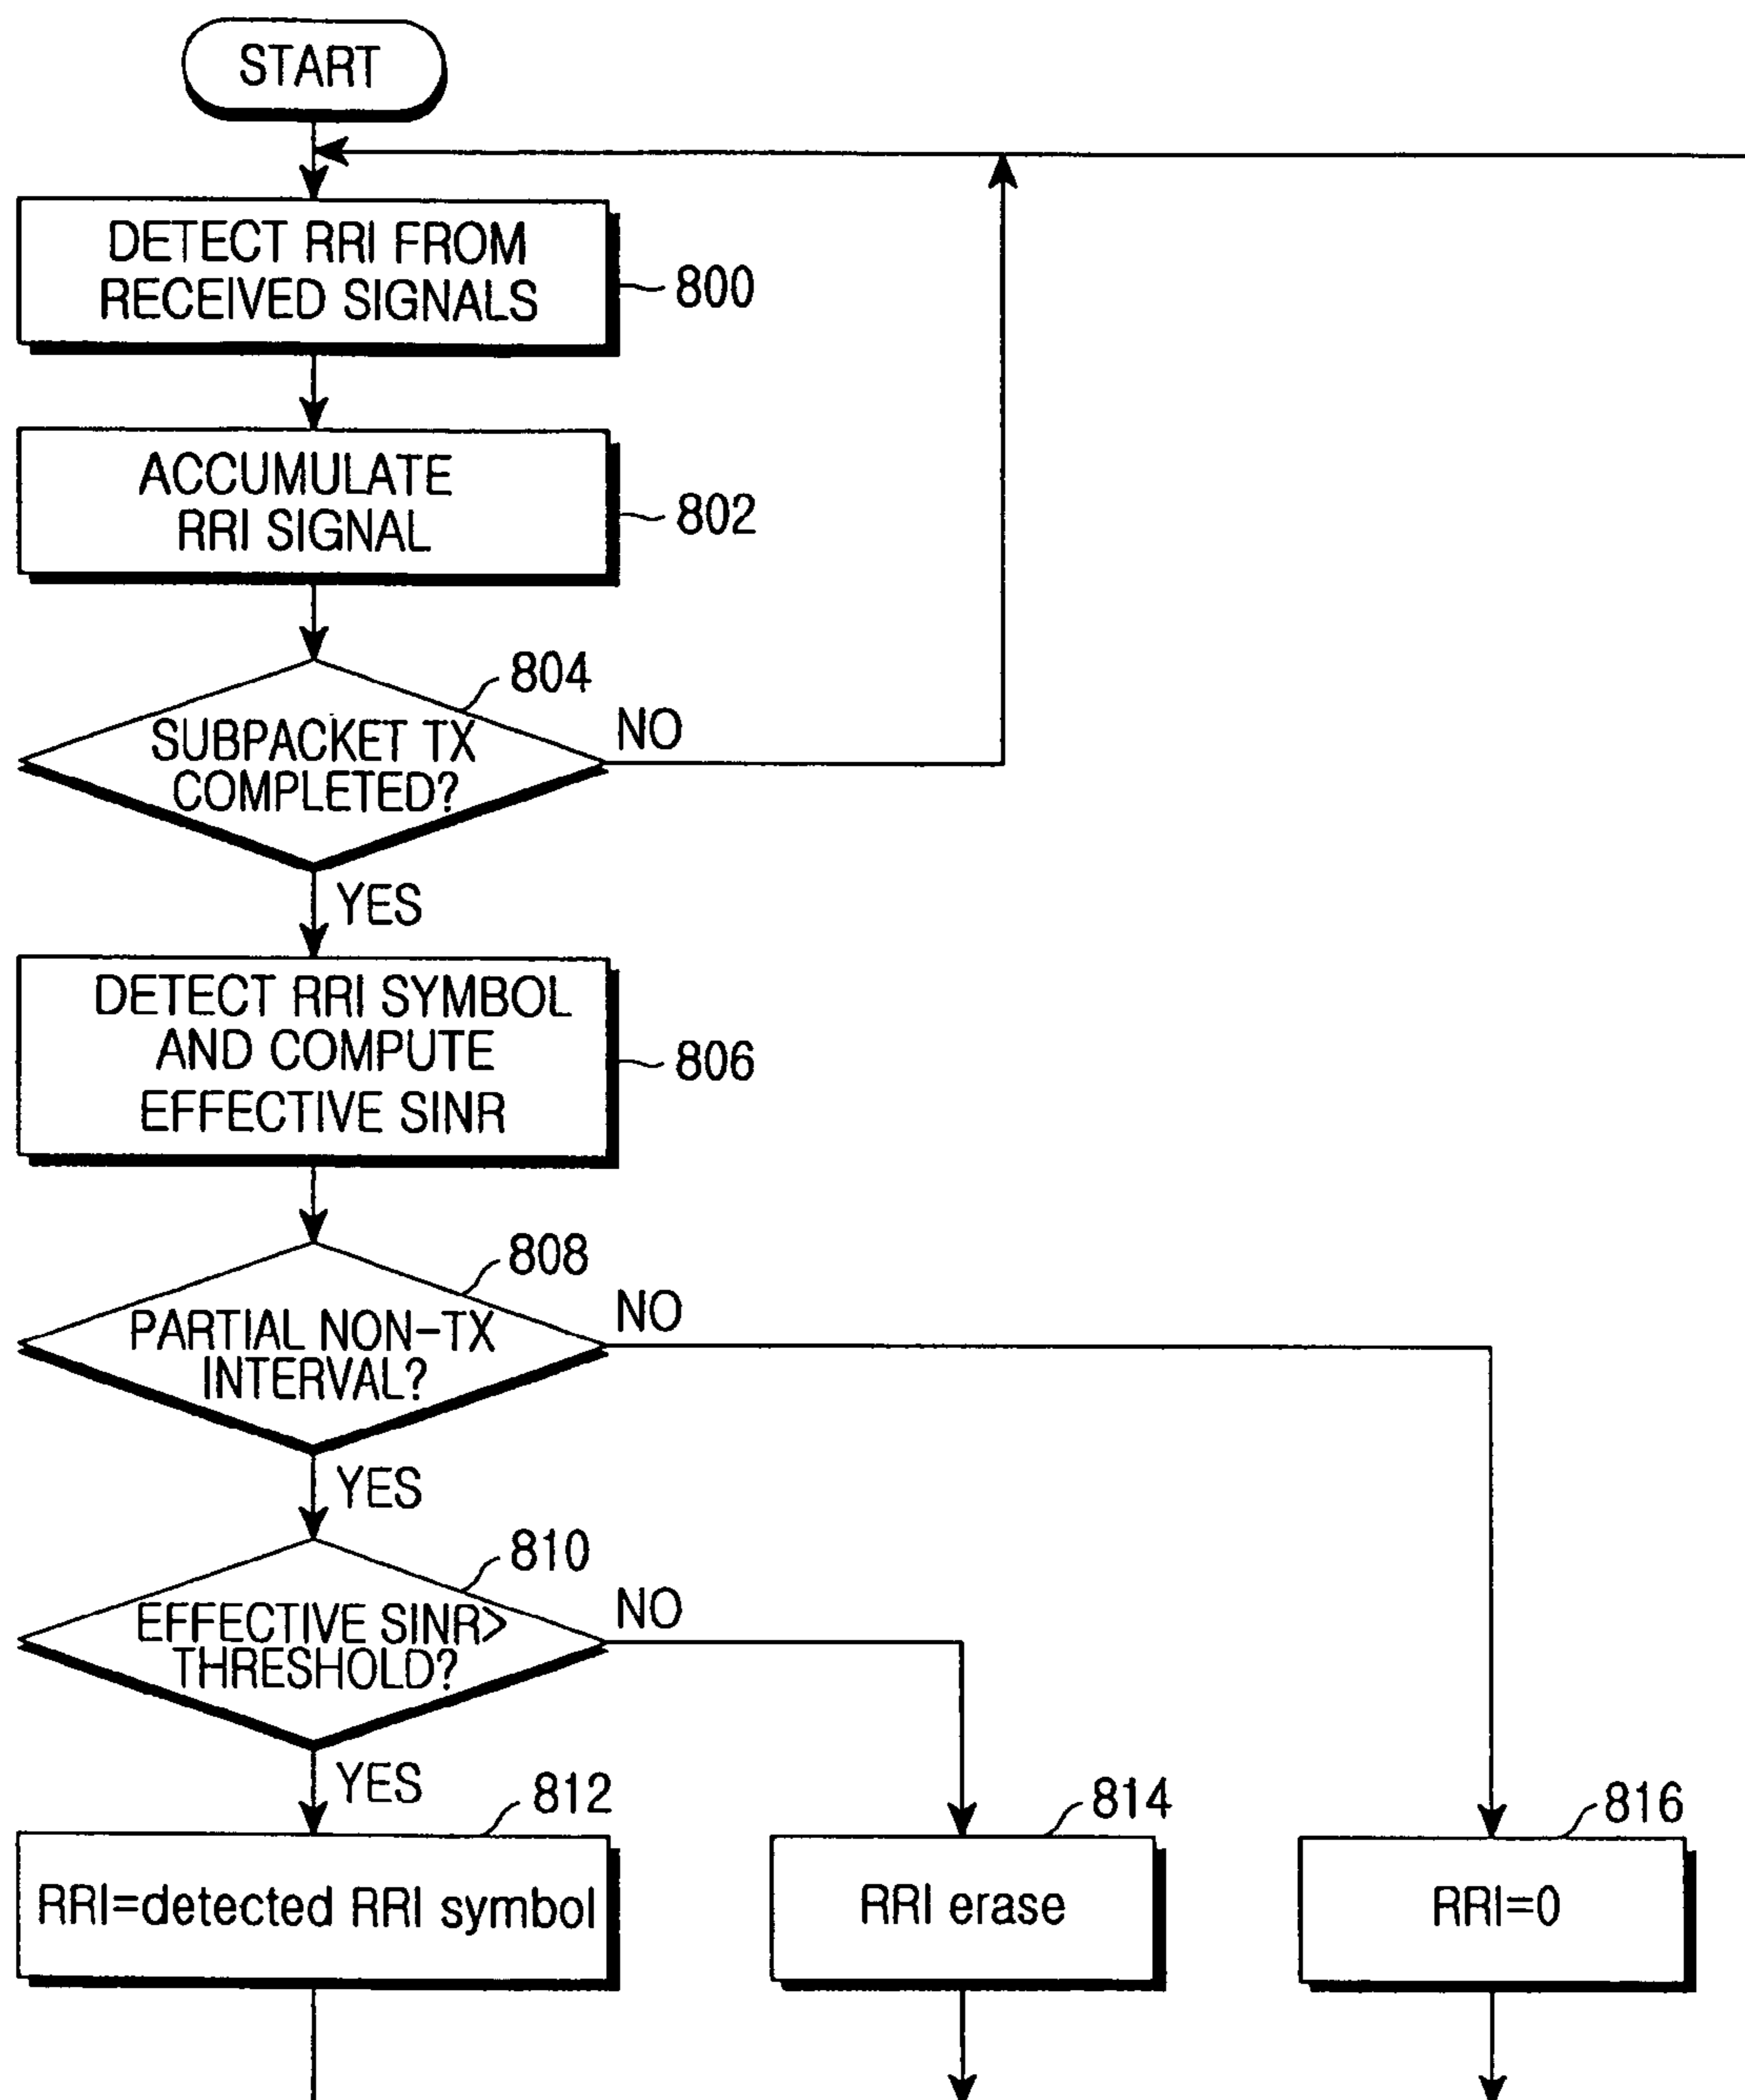 START
DETECT RRI FROM
RECEIVED SIGNALS
800
ACCUMULATE
RRI SIGNAL
802
804
SUBPACKET TX
COMPLETED?
NO
YES
DETECT RRI SYMBOL
AND COMPUTE
EFFECTIVE SINR
806
808
PARTIAL NON-TX
INTERVAL?
NO
YES
810
EFFECTIVE SINR>
THRESHOLD?
NO
YES
812
RRI=detected RRI symbol
814
RRI erase
816
RRI=0